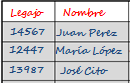 Legajo Nombre
14567 Juan Perez
12447 María López
13987 José Cito